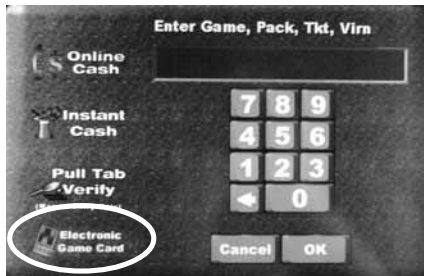 Enter Game, Pack, Tkt, Virn
Online
Cash
Instant
Cash
Pull Tab
Verify
Electronic
Game Card
7 8 9
4 5 6
1 2 3
0
Cancel OK